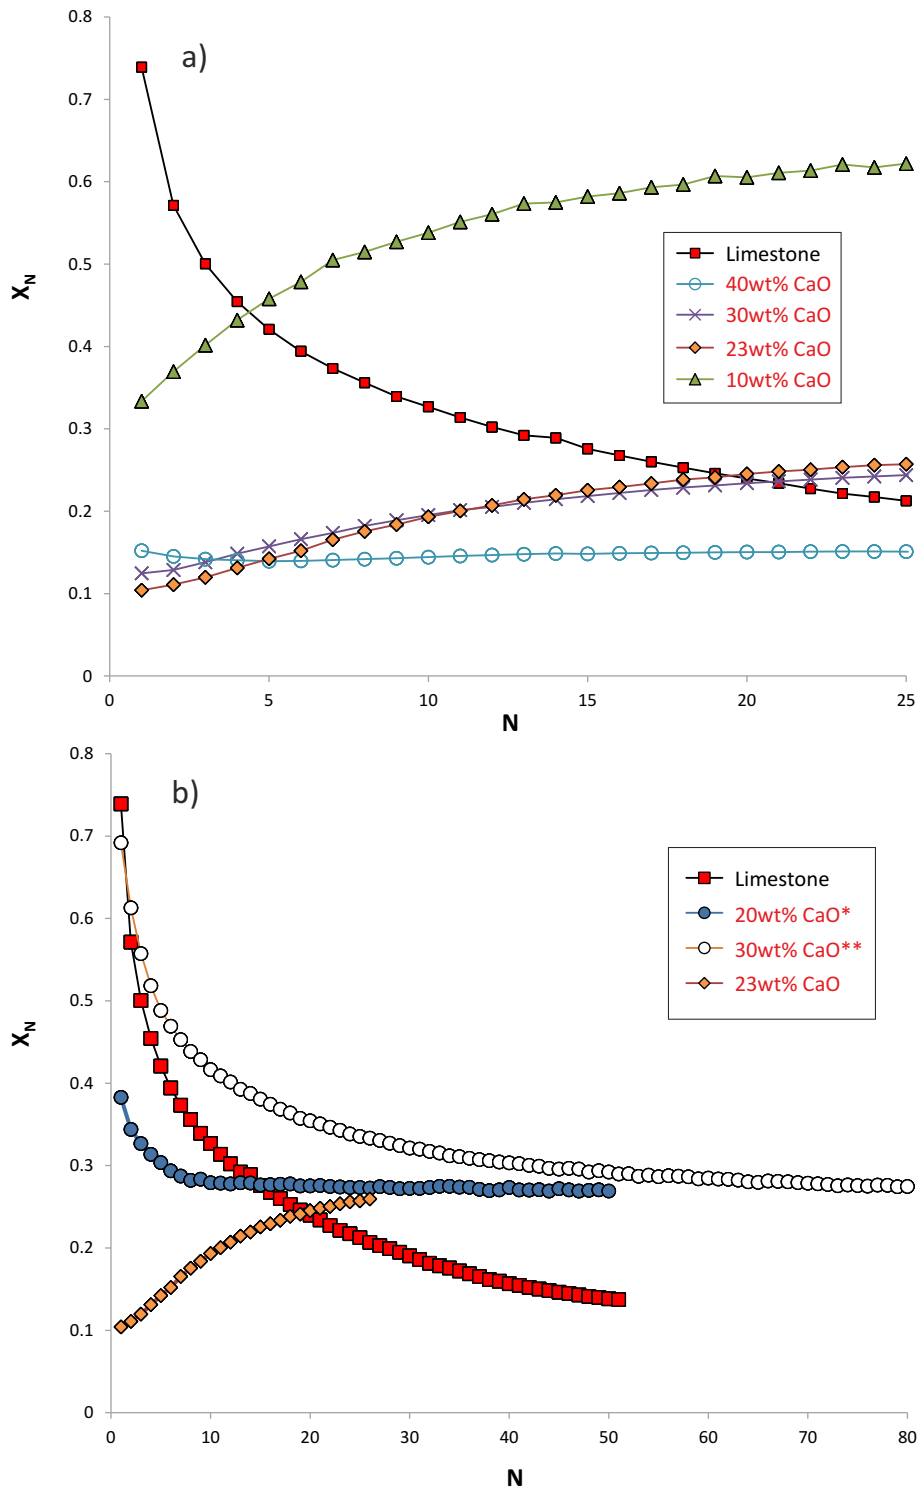 0.8
a)
0.7
0.6
0.5
X_N
0.4
0.3
0.2
0.1
0
Limestone
40wt% CaO
30wt% CaO
23wt% CaO
10wt% CaO
0 5 10 15 20 25
N
0.8
b)
0.7
0.6
0.5
X_N
0.4
0.3
0.2
0.1
0
Limestone
20wt% CaO*
30wt% CaO**
23wt% CaO
0 10 20 30 40 50 60 70 80
N